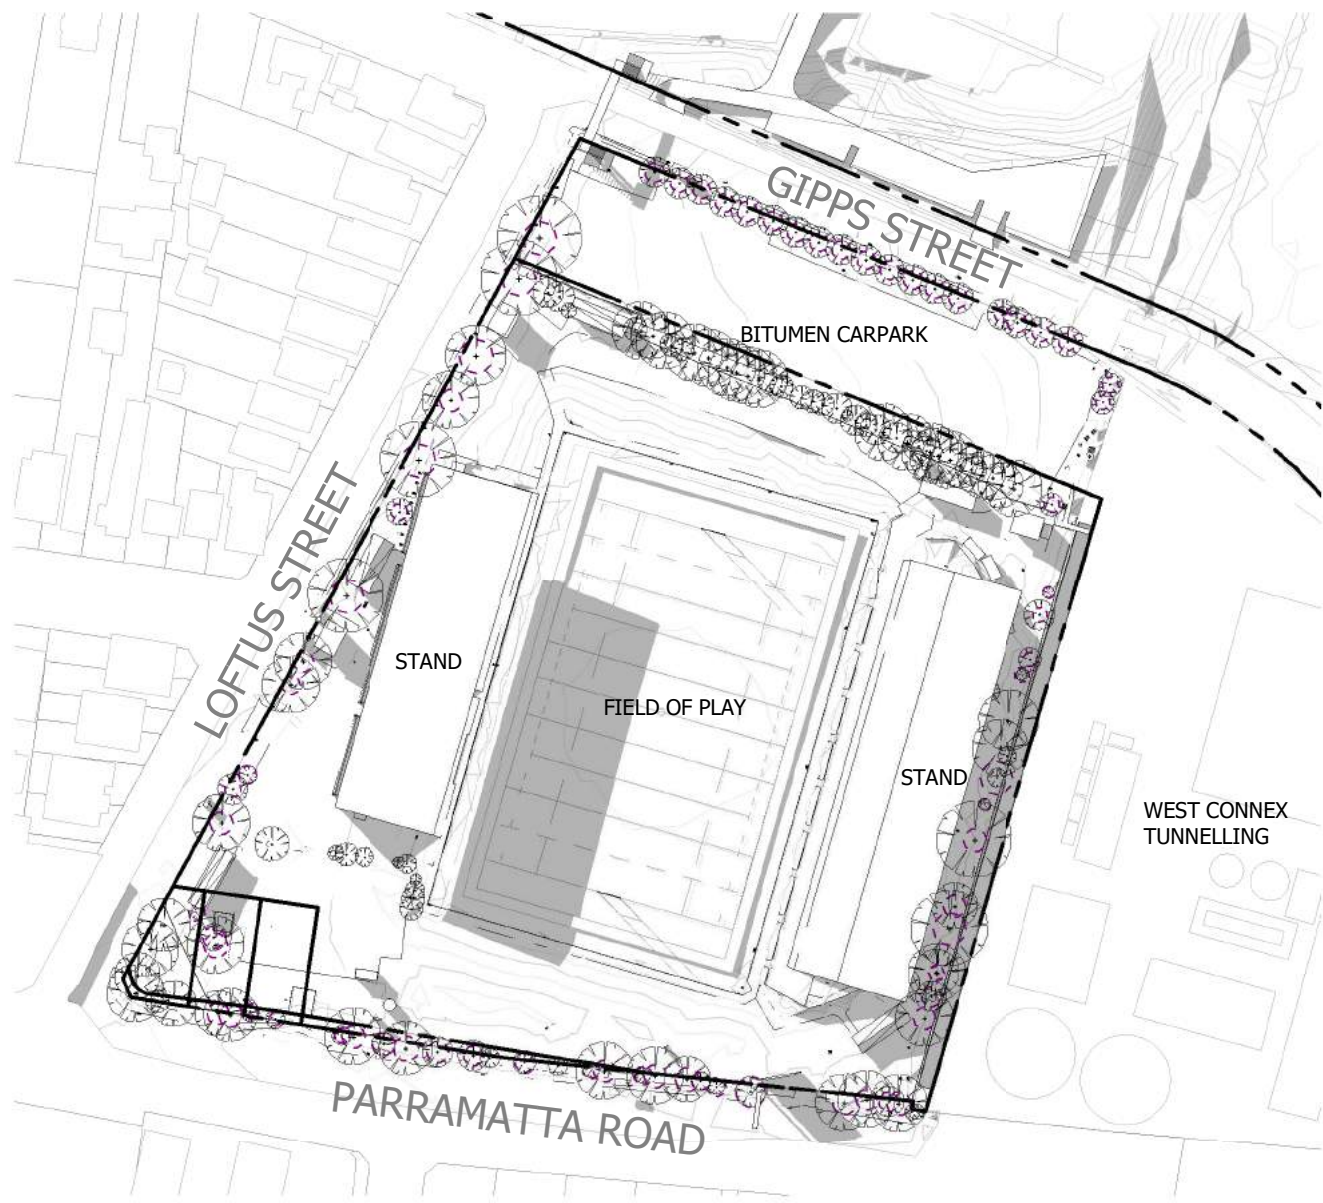 GIPPS STREET
BITUMEN CARPARK
LOFTUS STREET
STAND
FIELD OF PLAY
STAND
WEST CONNEX
TUNNELLING
PARRAMATTA ROAD